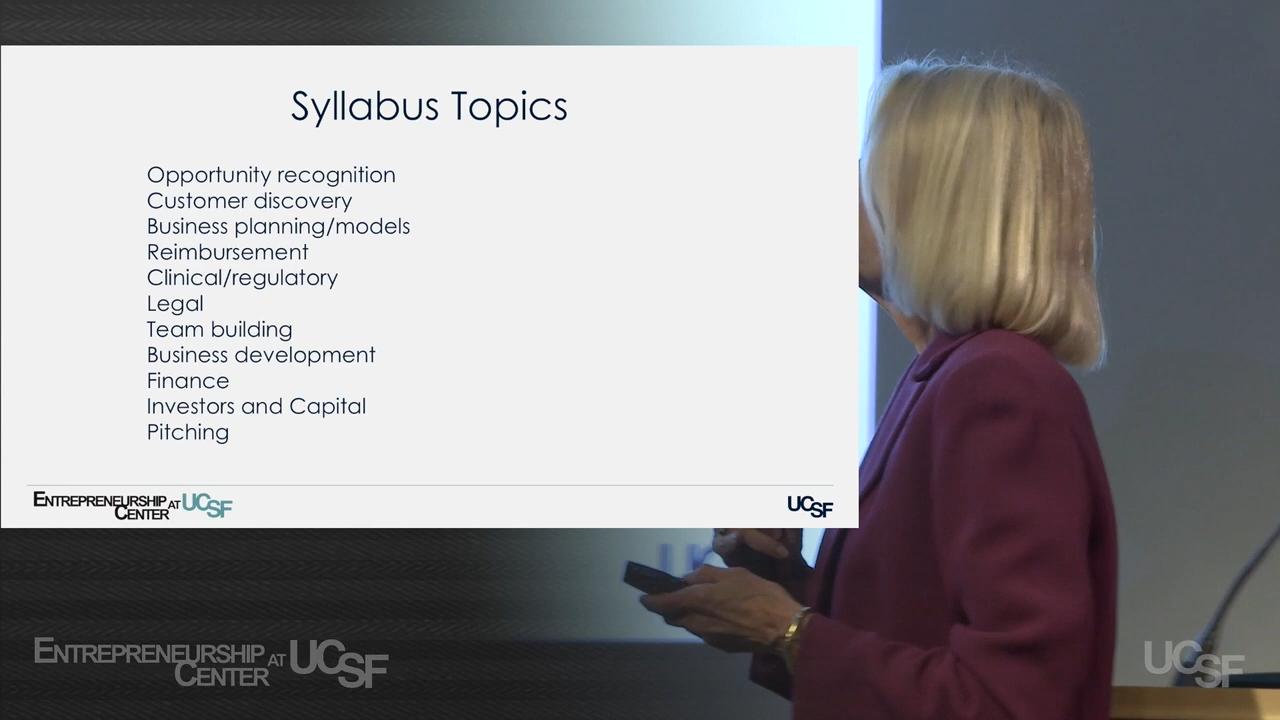 Syllabus Topics
Opportunity recognition
Customer discovery
Business planning/models
Reimbursement
Clinical/regulatory
Legal
Team building
Business development
Finance
Investors and Capital
Pitching
ENTREPRENEURSHIP AT UCSF
CENTER
UCSF
ENTREPRENEURSHIP AT UCSF
CENTER
UCSF